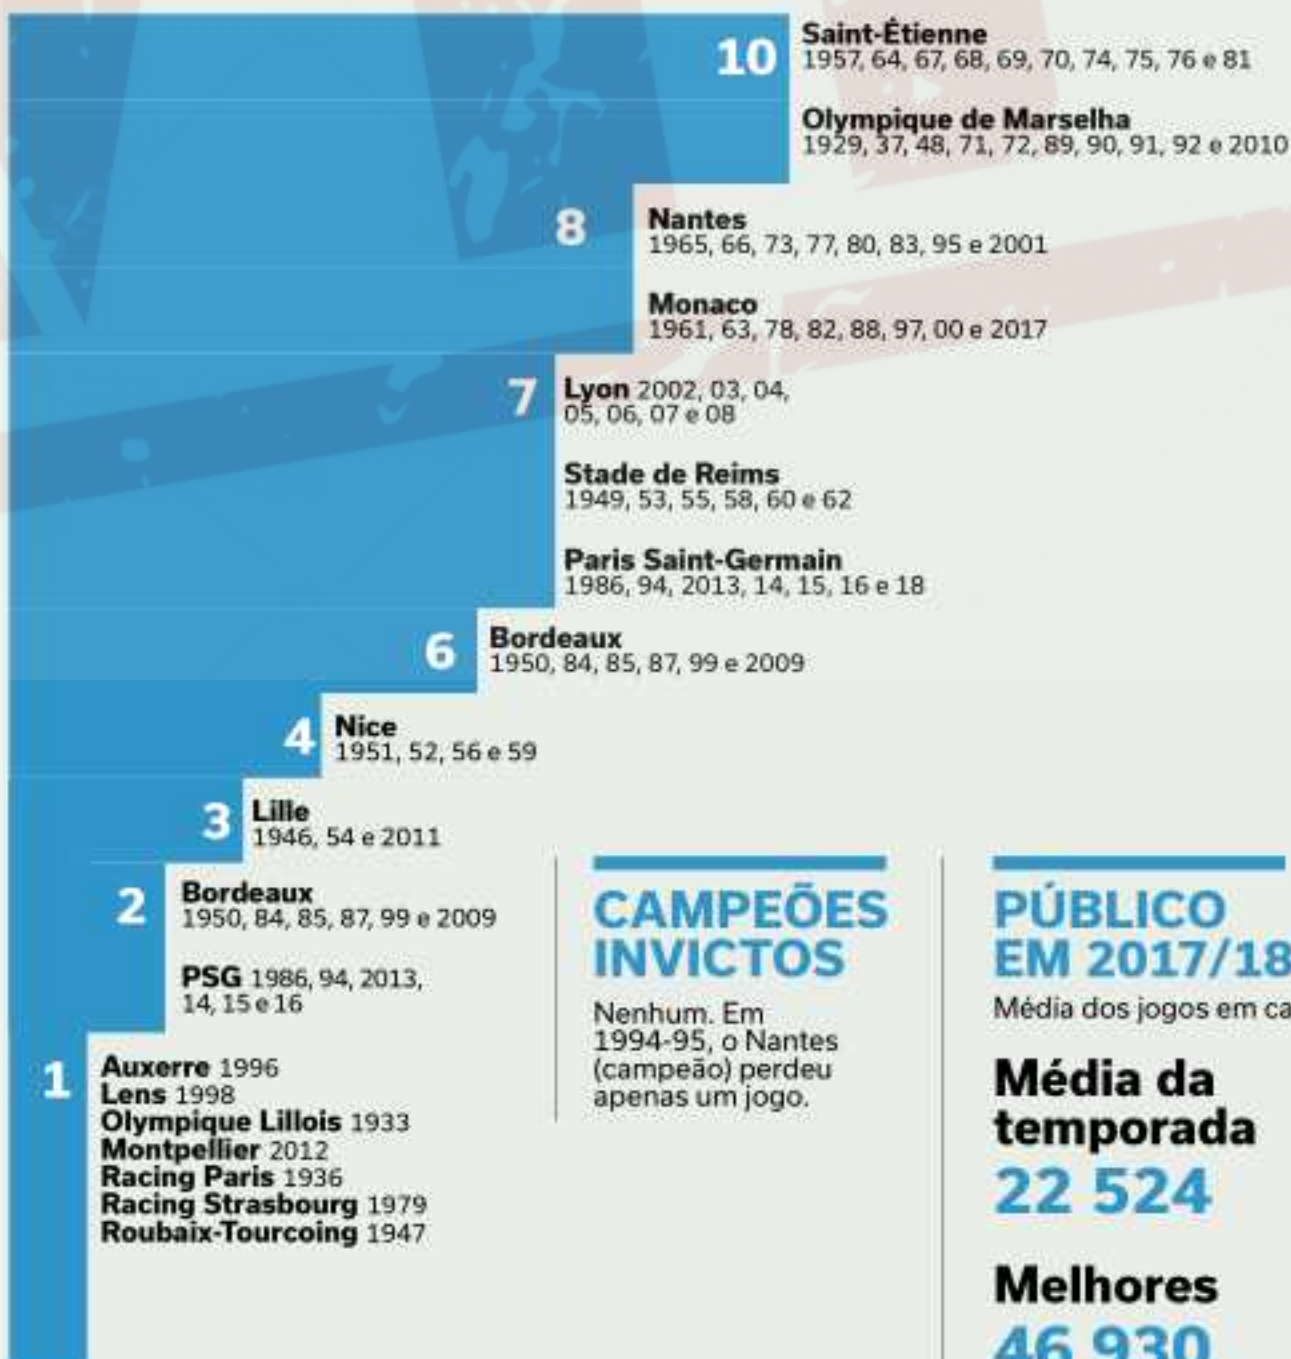 10
Saint-Étienne
1957, 64, 67, 68, 69, 70, 74, 75, 76 e 81
Olympique de Marselha
1929, 37, 48, 71, 72, 89, 90, 91, 92 e 2010
8
Nantes
1965, 66, 73, 77, 80, 83, 95 e 2001
Monaco
1961, 63, 78, 82, 88, 97, 00 e 2017
7
Lyon 2002, 03, 04,
05, 06, 07 e 08
Stade de Reims
1949, 53, 55, 58, 60 e 62
Paris Saint-Germain
1986, 94, 2013, 14, 15, 16 e 18
6
Bordeaux
1950, 84, 85, 87, 99 e 2009
4
Nice
1951, 52, 56 e 59
3
Lille
1946, 54 e 2011
2
Bordeaux
1950, 84, 85, 87, 99 e 2009
PSG 1986, 94, 2013,
14, 15 e 16
1
Auxerre 1996
Lens 1998
Olympique Lillois 1933
Montpellier 2012
Racing Paris 1936
Racing Strasbourg 1979
Roubaix-Tourcoing 1947
CAMPEÕES
INVICTOS
Nenhum. Em
1994-95, o Nantes
(campeão) perdeu
apenas um jogo.
PÚBLICO
EM 2017/18
Média dos jogos em ca
Média da
temporada
22 524
Melhores
46 930